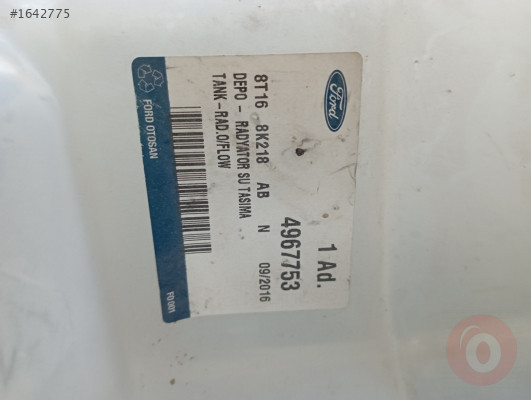 #1642775
Ford
1 Ad.
4967753
8T16 8K218 AB N 09/2016
DEPO - RADYATOR SU TASIMA
TANK-RAD.O/FLOW
FORD OTOSAN
FQ001